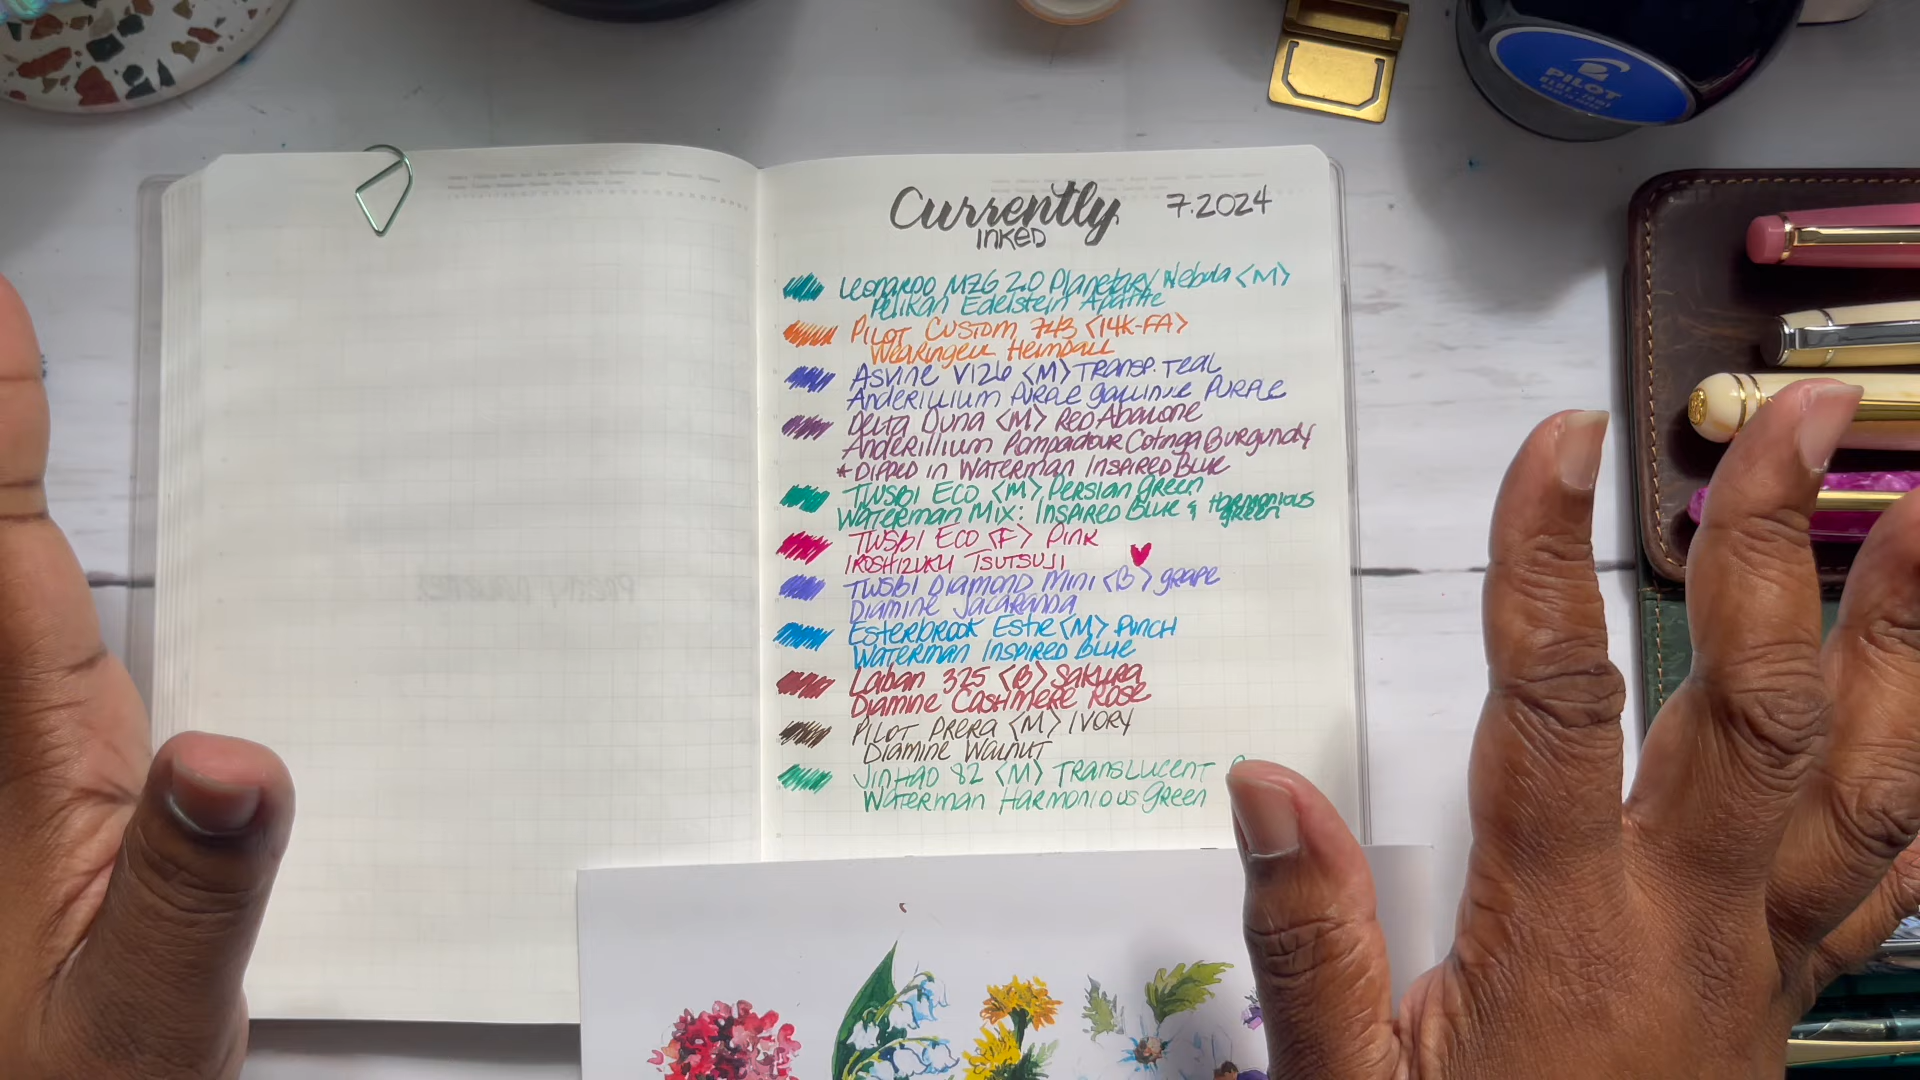 Currently 7.2024
INKED
Leonardo MZG 2.0 Planetary Nebula <M>
Pelikan Edelstein Apatite
PILOT CUSTOM 743 <14K-FA>
Wearingeul Heimdall
ASVINE V126 <M> TRANSP. TEAL
Anderillium Purple Gallinule Purple
Delta Duna <M> Red Abalone
Anderillium Pompadour Cotinga Burgundy
*DIPPED IN WATERMAN INSPIRED BLUE
TWSBI ECO <M> Persian Green
WATERMAN MIX: INSPIRED BLUE & HARMONIOUS
green
TWSBI ECO <F> PINK
IROSHIZUKU TSUTSUJI
TWSBI DIAMOND MINI <B> grape
Diamine Jacaranda
Esterbrook Estie <M> PUNCH
WATERMAN INSPIRED BLUE
Laban 325 <B> Sakura
Diamine Cashmere Rose
PILOT PRERA <M> IVORY
Diamine Walnut
JINHAO 82 <M> TRANSLUCENT
WATERMAN HARMONIOUS Green
PILOT